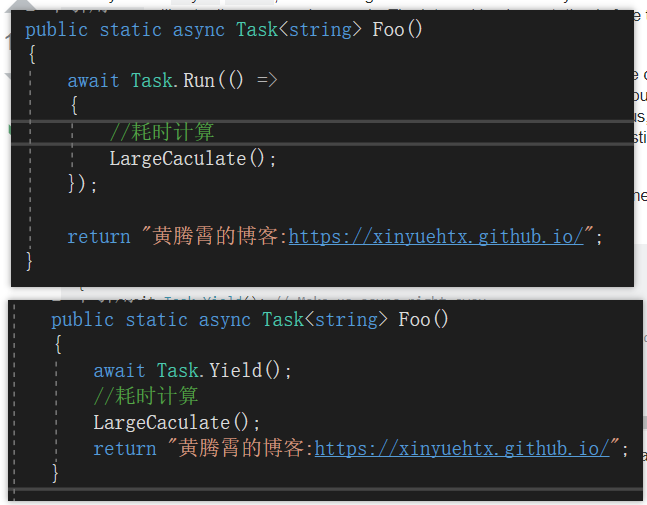 public static async Task<string> Foo()
{
await Task.Run(() =>
{
//耗时计算
LargeCaculate();
});
return "黄腾霄的博客:https://xinyuehtx.github.io/";
}
public static async Task<string> Foo()
{
await Task.Yield();
//耗时计算
LargeCaculate();
return "黄腾霄的博客:https://xinyuehtx.github.io/";
}